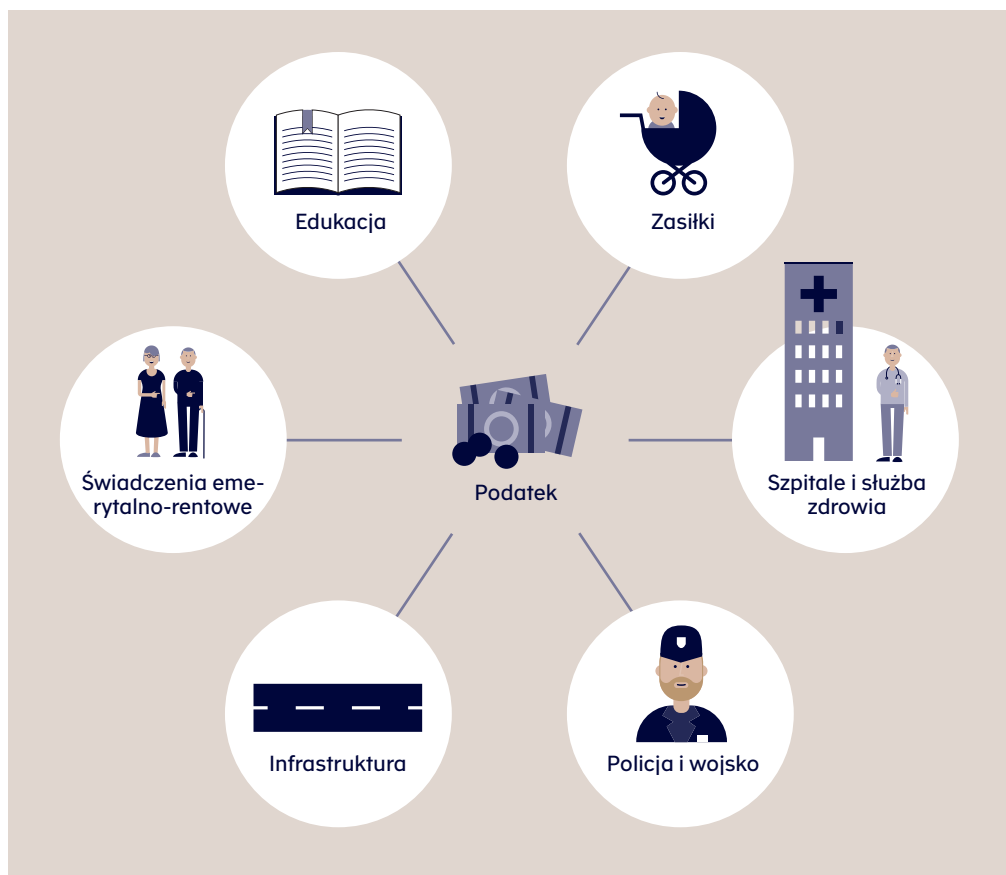 Edukacja
Zasiłki
Świadczenia eme-
rytalno-rentowe
Podatek
Szpitale i służba
zdrowia
Infrastruktura
Policja i wojsko